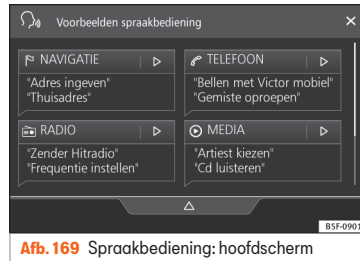 Voorbeelden spraakbediening
NAVIGATIE
TELEFOON
"Adres ingeven"
"Thuisadres"
"Bellen met Victor mobiel"
"Gemiste oproepen"
RADIO
MEDIA
"Zender Hitradio"
"Frequentie instellen"
"Artiest kiezen"
"Cd luisteren"
B5F-0901
Afb. 169 Spraakbediening: hoofdscherm